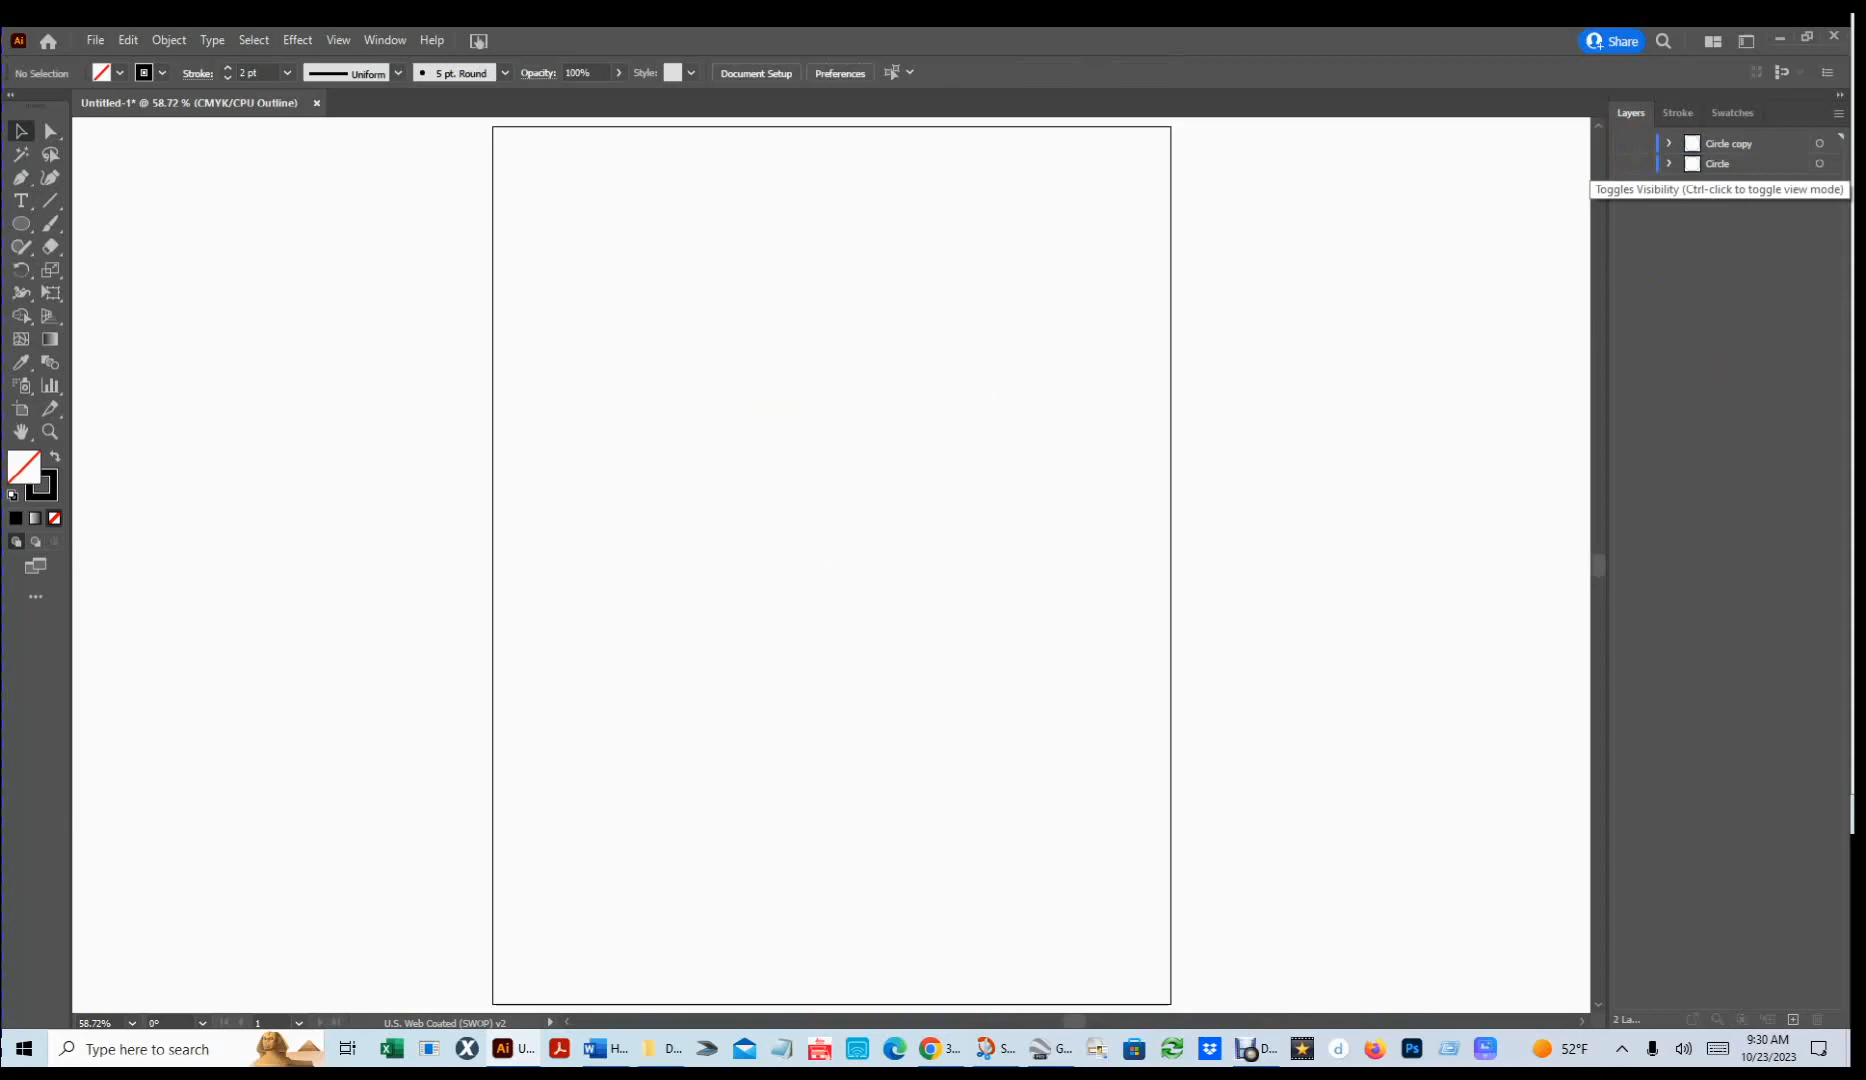 Ai File Edit Object Type Select Effect View Window Help Share
No Selection Stroke: 2 pt Uniform 5 pt. Round Opacity: 100% Style: Document Setup Preferences
Untitled-1* @ 58.72 % (CMYK/CPU Outline)
Layers Stroke Swatches
Circle copy
Circle
Toggles Visibility (Ctrl-click to toggle view mode)
58.72% 0° 1 U.S. Web Coated (SWOP) v2 2 La...
Type here to search U... H... D... 3... S... G... D... 52°F
9:30 AM
10/23/2023